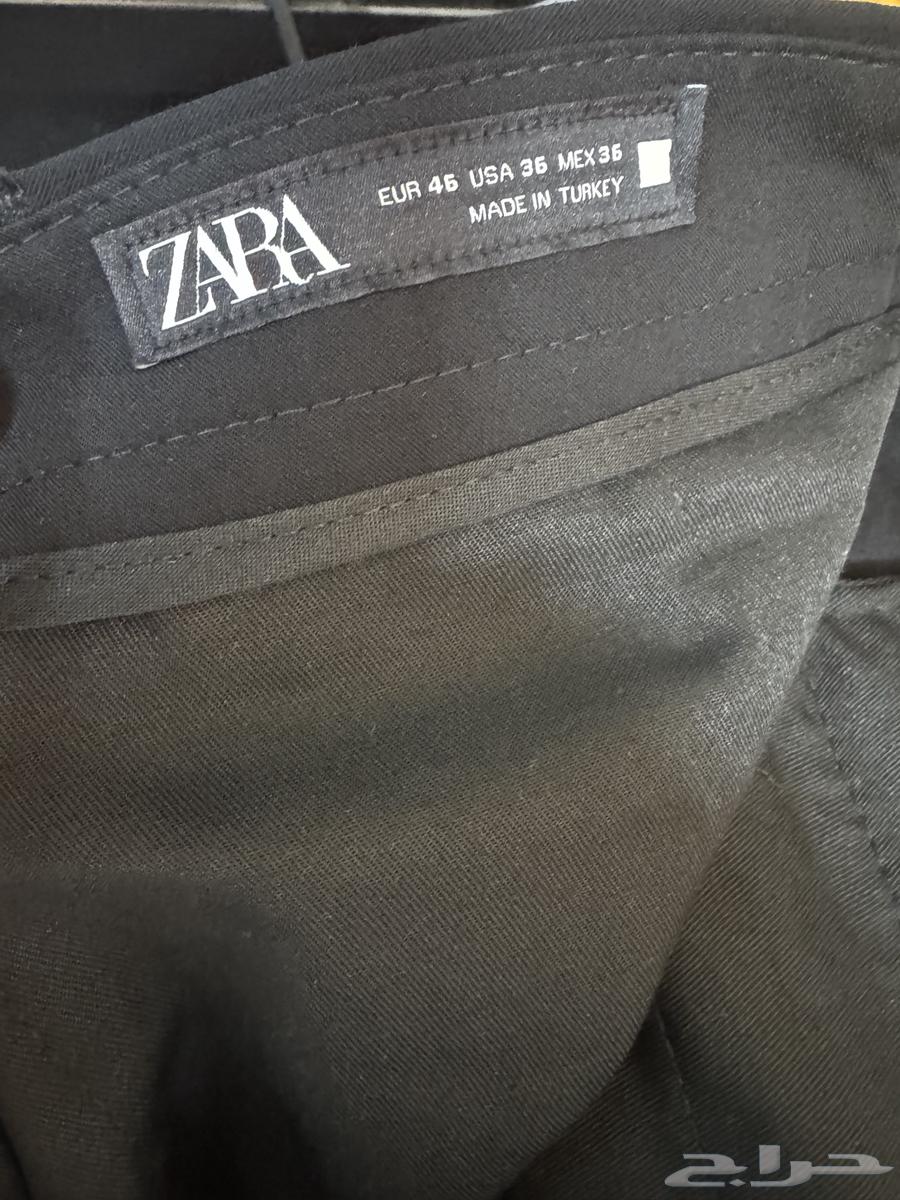 ZARA
EUR 46 USA 36 MEX 36
MADE IN TURKEY
حراج